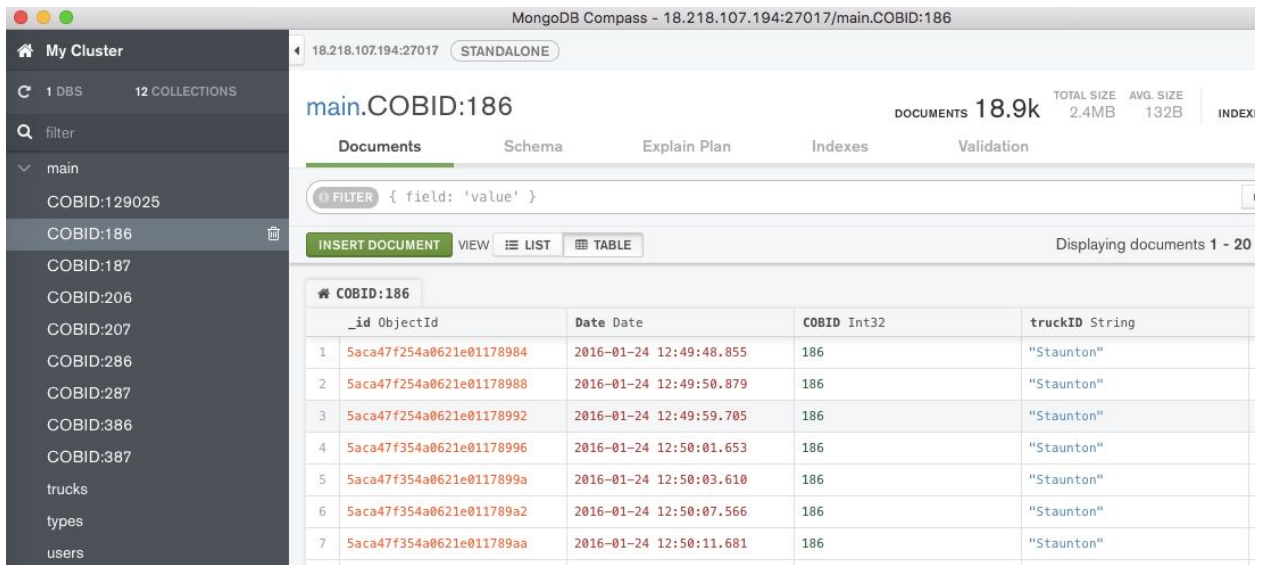 MongoDB Compass - 18.218.107.194:27017/main.COBID:186
My Cluster
18.218.107.194:27017 STANDALONE
1 DBS 12 COLLECTIONS
main.COBID:186
DOCUMENTS 18.9k TOTAL SIZE 2.4MB AVG. SIZE 132B
filter
Documents Schema Explain Plan Indexes Validation
main
COBID:129025
COBID:186
COBID:187
COBID:206
COBID:207
COBID:286
COBID:287
COBID:386
COBID:387
trucks
types
users
FILTER { field: 'value' }
INSERT DOCUMENT VIEW LIST TABLE Displaying documents 1 - 20
COBID:186
_id ObjectId Date Date COBID Int32 truckID String
1 5aca47f254a0621e01178984 2016-01-24 12:49:48.855 186 "Staunton"
2 5aca47f254a0621e01178988 2016-01-24 12:49:50.879 186 "Staunton"
3 5aca47f254a0621e01178992 2016-01-24 12:49:59.705 186 "Staunton"
4 5aca47f354a0621e01178996 2016-01-24 12:50:01.653 186 "Staunton"
5 5aca47f354a0621e0117899a 2016-01-24 12:50:03.610 186 "Staunton"
6 5aca47f354a0621e011789a2 2016-01-24 12:50:07.566 186 "Staunton"
7 5aca47f354a0621e011789aa 2016-01-24 12:50:11.681 186 "Staunton"